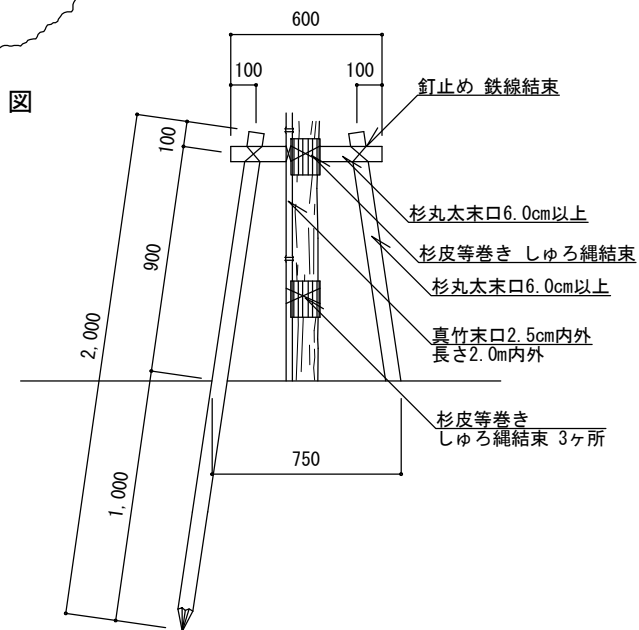 600
100
100
図
釘止め 鉄線結束
100
杉丸太末口6.0cm以上
杉皮等巻き しゅろ縄結束
900
杉丸太末口6.0cm以上
2,000
真竹末口2.5cm内外
長さ2.0m内外
杉皮等巻き
しゅろ縄結束 3ヶ所
750
1,000